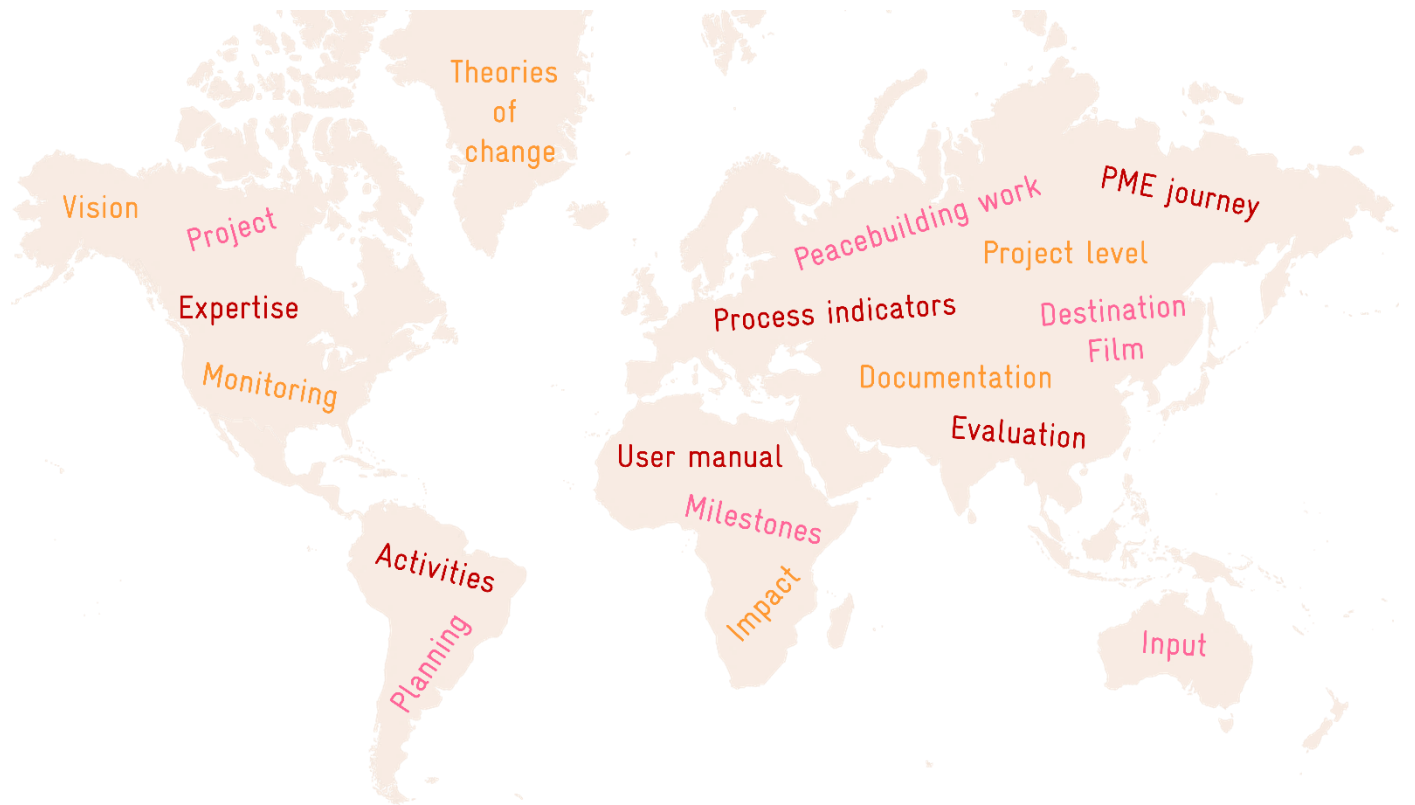 Theories
of
change
Vision
Project
Expertise
Monitoring
Activities
Planning
Peacebuilding work
PME journey
Project level
Process indicators
Destination
Film
Documentation
Evaluation
User manual
Milestones
Impact
Input